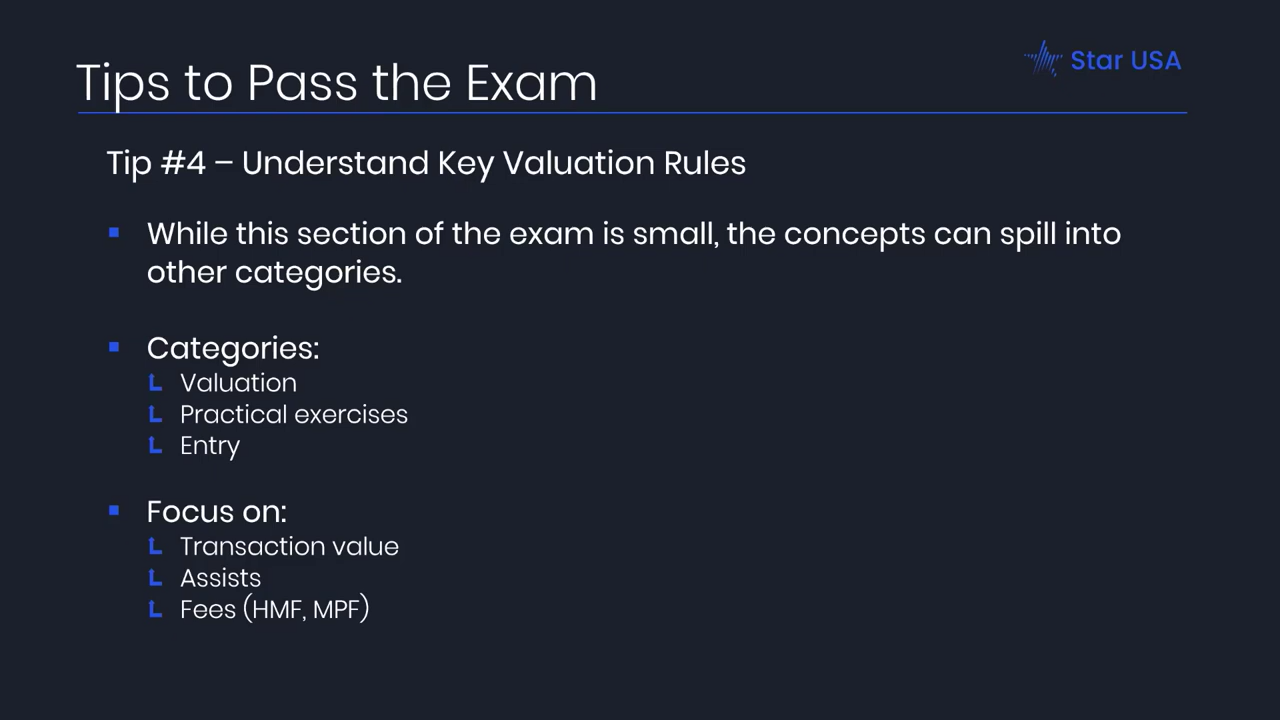 Tips to Pass the Exam
Star USA
Tip #4 – Understand Key Valuation Rules
While this section of the exam is small, the concepts can spill into
other categories.
Categories:
Valuation
Practical exercises
Entry
Focus on:
Transaction value
Assists
Fees (HMF, MPF)